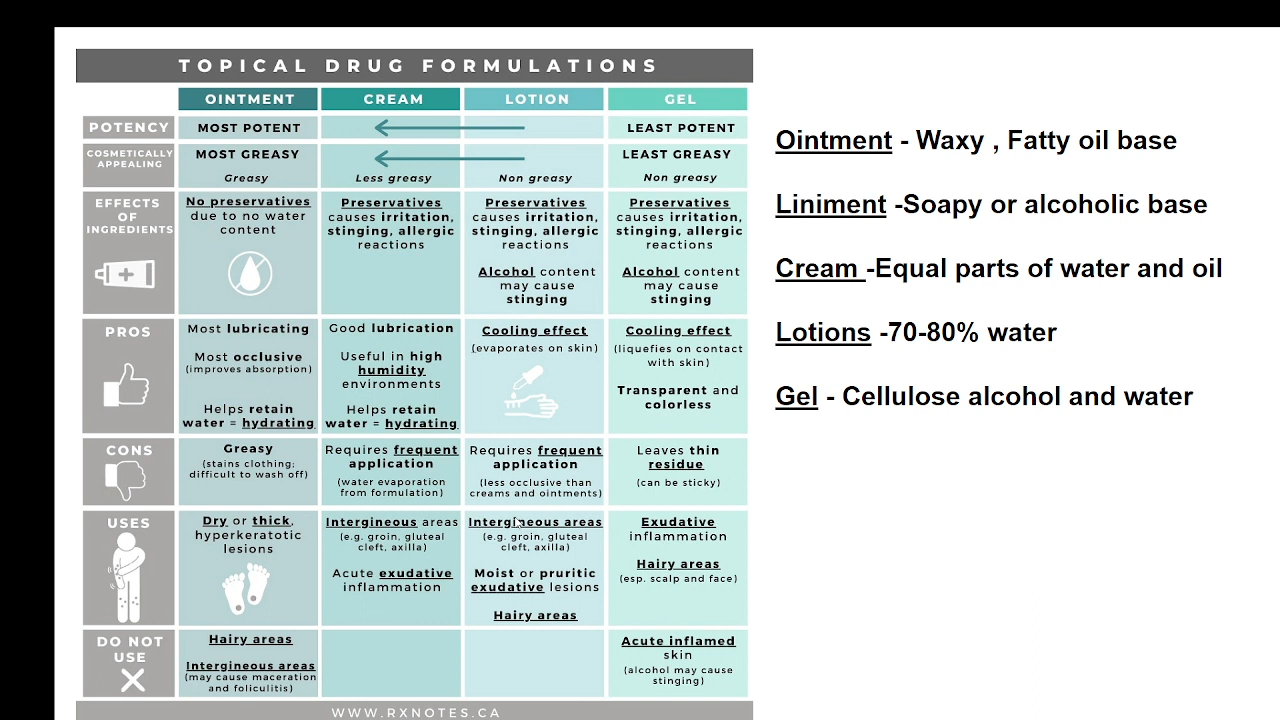 TOPICAL DRUG FORMULATIONS
OINTMENT CREAM LOTION GEL
POTENCY MOST POTENT LEAST POTENT
COSMETICALLY
APPEALING
MOST GREASY LEAST GREASY
Greasy Less greasy Non greasy Non greasy
EFFECTS
OF
INGREDIENTS
No preservatives
due to no water
content
Preservatives
causes irritation,
stinging, allergic
reactions
Preservatives
causes irritation,
stinging, allergic
reactions
Alcohol content
may cause
stinging
Preservatives
causes irritation,
stinging, allergic
reactions
Alcohol content
may cause
stinging
PROS
Most lubricating
Most occlusive
(improves absorption)
Helps retain
water = hydrating
Good lubrication
Useful in high
humidity
environments
Helps retain
water = hydrating
Cooling effect
(evaporates on skin)
Cooling effect
(liquefies on contact
with skin)
Transparent and
colorless
CONS
Greasy
(stains clothing;
difficult to wash off)
Requires frequent
application
(water evaporation
from formulation)
Requires frequent
application
(less occlusive than
creams and ointments)
Leaves thin
residue
(can be sticky)
USES
Dry or thick,
hyperkeratotic
lesions
Intergineous areas
(e.g. groin, gluteal
cleft, axilla)
Acute exudative
inflammation
Intergineous areas
(e.g. groin, gluteal
cleft, axilla)
Moist or pruritic
exudative lesions
Hairy areas
Exudative
inflammation
Hairy areas
(esp. scalp and face)
DO NOT
USE
Hairy areas
Intergineous areas
(may cause maceration
and foliculitis)
Acute inflamed
skin
(alcohol may cause
stinging)
WWW.RXNOTES.CA
Ointment - Waxy , Fatty oil base
Liniment -Soapy or alcoholic base
Cream -Equal parts of water and oil
Lotions -70-80% water
Gel - Cellulose alcohol and water